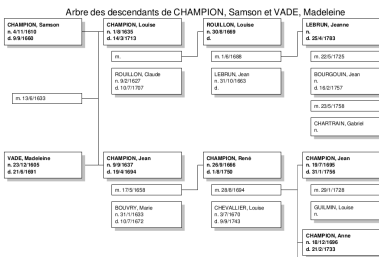 Arbre des descendants de CHAMPION, Samson et VADE, Madeleine
CHAMPION, Samson
n. 4/11/1610
d. 9/9/1668
m. 13/6/1633
VADE, Madeleine
n. 23/12/1605
d. 21/6/1691
CHAMPION, Louise
n. 1/8/1635
d. 14/3/1713
m.
ROUILLON, Claude
n. 9/2/1627
d. 10/7/1707
CHAMPION, Jean
n. 9/9/1637
d. 19/4/1694
m. 17/5/1658
BOUVRY, Marie
n. 31/1/1633
d. 10/7/1672
ROUILLON, Louise
n. 30/8/1669
d.
m. 1/6/1688
LEBRUN, Jean
n. 31/10/1663
d.
CHAMPION, René
n. 26/9/1666
d. 1/8/1750
m. 28/8/1694
CHEVALLIER, Louise
n. 3/7/1670
d. 9/9/1743
LEBRUN, Jeanne
n.
d. 25/4/1783
m. 22/5/1725
BOURGOUIN, Jean
n.
d. 16/2/1757
m. 23/5/1758
CHARTRAIN, Gabriel
n.
CHAMPION, Jean
n. 19/7/1695
d. 31/1/1756
m. 29/1/1728
GUILMIN, Louise
n.
CHAMPION, Anne
n. 18/12/1696
d. 21/2/1733